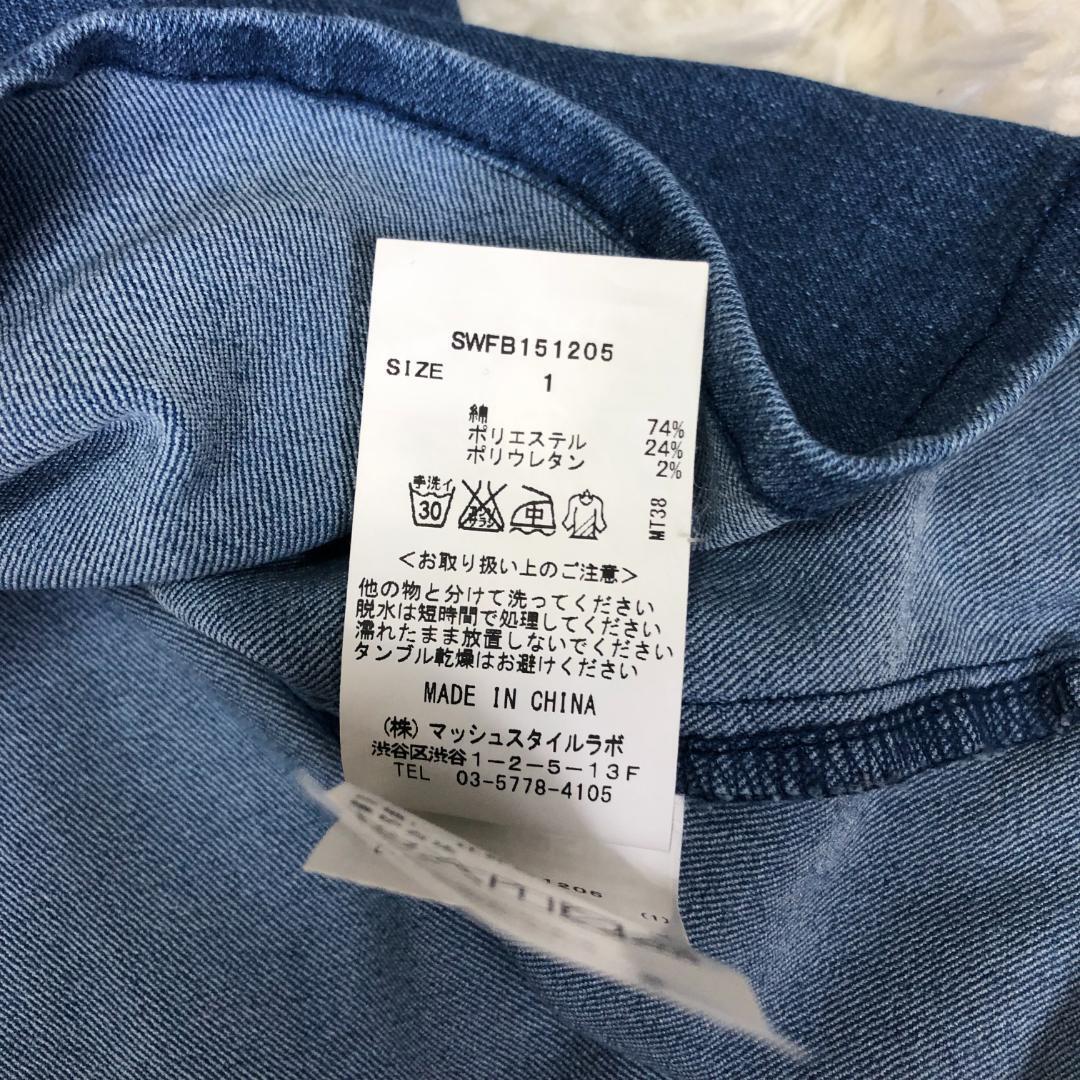 SWFB151205
SIZE 1
綿 74%
ポリエステル 24%
ポリウレタン 2%
手洗イ
30
中
MT38
＜お取り扱い上のご注意＞
他の物と分けて洗ってください
脱水は短時間で処理してください
濡れたまま放置しないでください
タンブル乾燥はお避けください
MADE IN CHINA
(株) マッシュスタイルラボ
渋谷区渋谷1-2-5-13F
TEL 03-5778-4105
1205 (1)